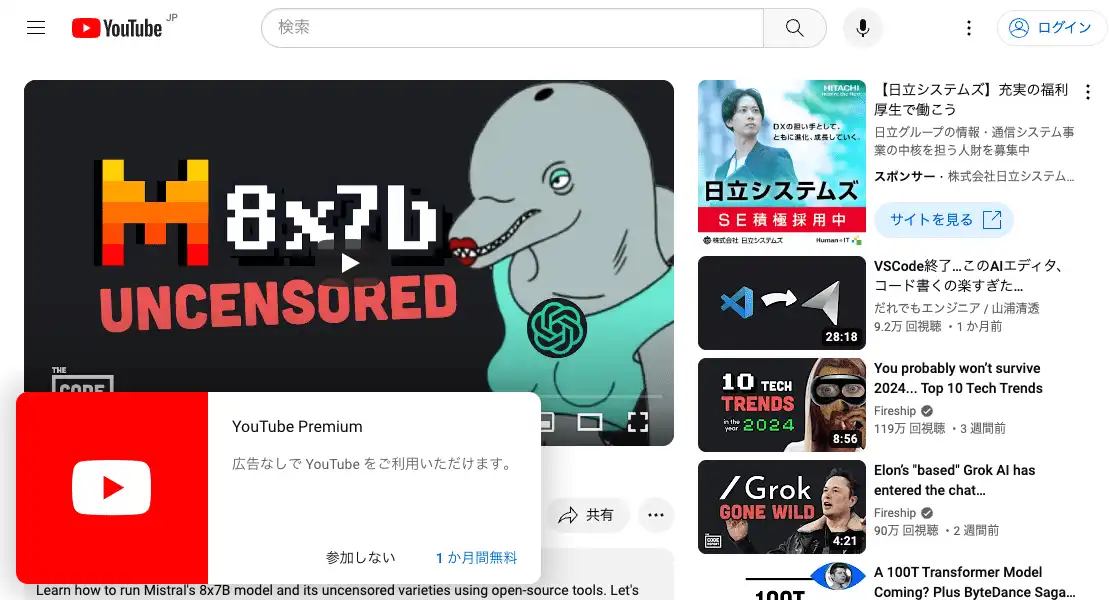 YouTube JP
検索
ログイン
M 8x7b
UNCENSORED
THE
CODE
YouTube Premium
広告なしで YouTube をご利用いただけます。
参加しない
1 か月間無料
共有
Learn how to run Mistral's 8x7B model and its uncensored varieties using open-source tools. Let's
HITACHI
DXの担い手として、
ともに進化、成長していく。
日立システムズ
SE積極採用中
株式会社 日立システムズ
Human*IT
【日立システムズ】充実の福利
厚生で働こう
日立グループの情報・通信システム事
業の中核を担う人財を募集中
スポンサー・株式会社日立システム...
サイトを見る
28:18
VSCode終了…このAIエディタ、
コード書くの楽すぎた…
だれでもエンジニア / 山浦清透
9.2万 回視聴 ・1 か月前
10 TECH
TRENDS
in the year 2024
8:56
You probably won’t survive
2024... Top 10 Tech Trends
Fireship
119万 回視聴 ・3 週間前
/ Grok
GONE WILD
THE CODE REPORT
4:21
Elon’s "based" Grok AI has
entered the chat…
Fireship
90万 回視聴 ・2 週間前
100T
A 100T Transformer Model
Coming? Plus ByteDance Saga…